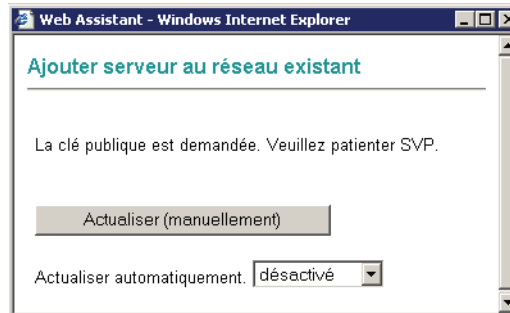 Web Assistant - Windows Internet Explorer
Ajouter serveur au réseau existant
La clé publique est demandée. Veuillez patienter SVP.
Actualiser (manuellement)
Actualiser automatiquement. désactivé